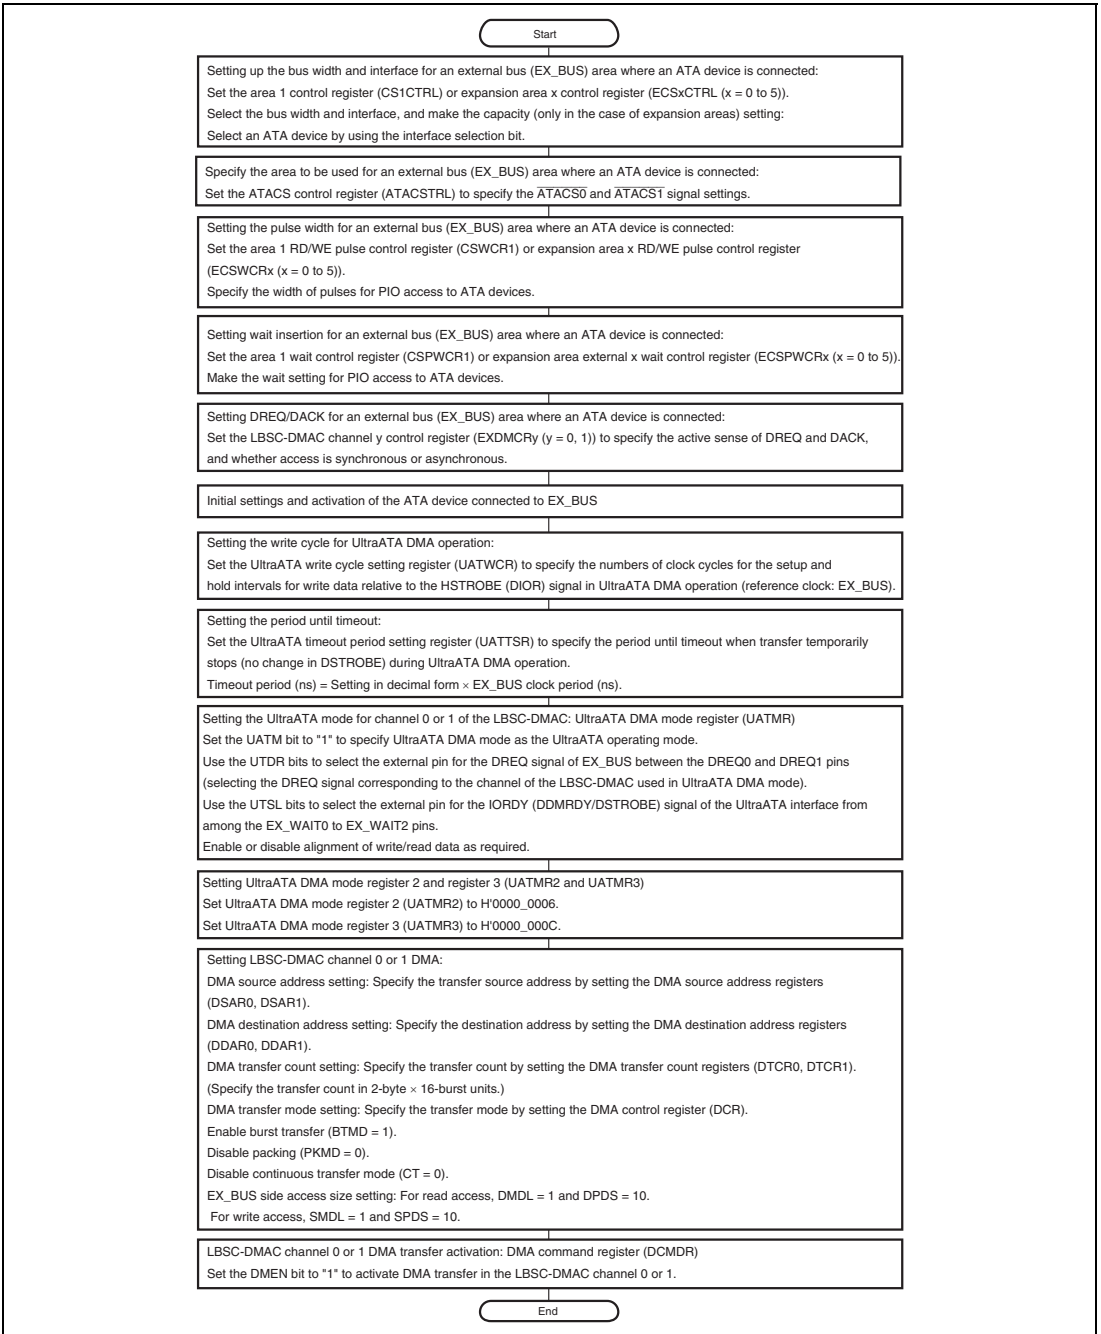 Start
Setting up the bus width and interface for an external bus (EX_BUS) area where an ATA device is connected:
Set the area 1 control register (CS1CTRL) or expansion area x control register (ECSxCTRL (x = 0 to 5)).
Select the bus width and interface, and make the capacity (only in the case of expansion areas) setting:
Select an ATA device by using the interface selection bit.
Specify the area to be used for an external bus (EX_BUS) area where an ATA device is connected:
Set the ATACS control register (ATACSTRL) to specify the ATACS0 and ATACS1 signal settings.
Setting the pulse width for an external bus (EX_BUS) area where an ATA device is connected:
Set the area 1 RD/WE pulse control register (CSWCR1) or expansion area x RD/WE pulse control register
(ECSWCRx (x = 0 to 5)).
Specify the width of pulses for PIO access to ATA devices.
Setting wait insertion for an external bus (EX_BUS) area where an ATA device is connected:
Set the area 1 wait control register (CSPWCR1) or expansion area external x wait control register (ECSPWCRx (x = 0 to 5)).
Make the wait setting for PIO access to ATA devices.
Setting DREQ/DACK for an external bus (EX_BUS) area where an ATA device is connected:
Set the LBSC-DMAC channel y control register (EXDMCRy (y = 0, 1)) to specify the active sense of DREQ and DACK,
and whether access is synchronous or asynchronous.
Initial settings and activation of the ATA device connected to EX_BUS
Setting the write cycle for UltraATA DMA operation:
Set the UltraATA write cycle setting register (UATWCR) to specify the numbers of clock cycles for the setup and
hold intervals for write data relative to the HSTROBE (DIOR) signal in UltraATA DMA operation (reference clock: EX_BUS).
Setting the period until timeout:
Set the UltraATA timeout period setting register (UATTSR) to specify the period until timeout when transfer temporarily
stops (no change in DSTROBE) during UltraATA DMA operation.
Timeout period (ns) = Setting in decimal form × EX_BUS clock period (ns).
Setting the UltraATA mode for channel 0 or 1 of the LBSC-DMAC: UltraATA DMA mode register (UATMR)
Set the UATM bit to "1" to specify UltraATA DMA mode as the UltraATA operating mode.
Use the UTDR bits to select the external pin for the DREQ signal of EX_BUS between the DREQ0 and DREQ1 pins
(selecting the DREQ signal corresponding to the channel of the LBSC-DMAC used in UltraATA DMA mode).
Use the UTSL bits to select the external pin for the IORDY (DDMRDY/DSTROBE) signal of the UltraATA interface from
among the EX_WAIT0 to EX_WAIT2 pins.
Enable or disable alignment of write/read data as required.
Setting UltraATA DMA mode register 2 and register 3 (UATMR2 and UATMR3)
Set UltraATA DMA mode register 2 (UATMR2) to H'0000_0006.
Set UltraATA DMA mode register 3 (UATMR3) to H'0000_000C.
Setting LBSC-DMAC channel 0 or 1 DMA:
DMA source address setting: Specify the transfer source address by setting the DMA source address registers
(DSAR0, DSAR1).
DMA destination address setting: Specify the destination address by setting the DMA destination address registers
(DDAR0, DDAR1).
DMA transfer count setting: Specify the transfer count by setting the DMA transfer count registers (DTCR0, DTCR1).
(Specify the transfer count in 2-byte × 16-burst units.)
DMA transfer mode setting: Specify the transfer mode by setting the DMA control register (DCR).
Enable burst transfer (BTMD = 1).
Disable packing (PKMD = 0).
Disable continuous transfer mode (CT = 0).
EX_BUS side access size setting: For read access, DMDL = 1 and DPDS = 10.
For write access, SMDL = 1 and SPDS = 10.
LBSC-DMAC channel 0 or 1 DMA transfer activation: DMA command register (DCMDR)
Set the DMEN bit to "1" to activate DMA transfer in the LBSC-DMAC channel 0 or 1.
End